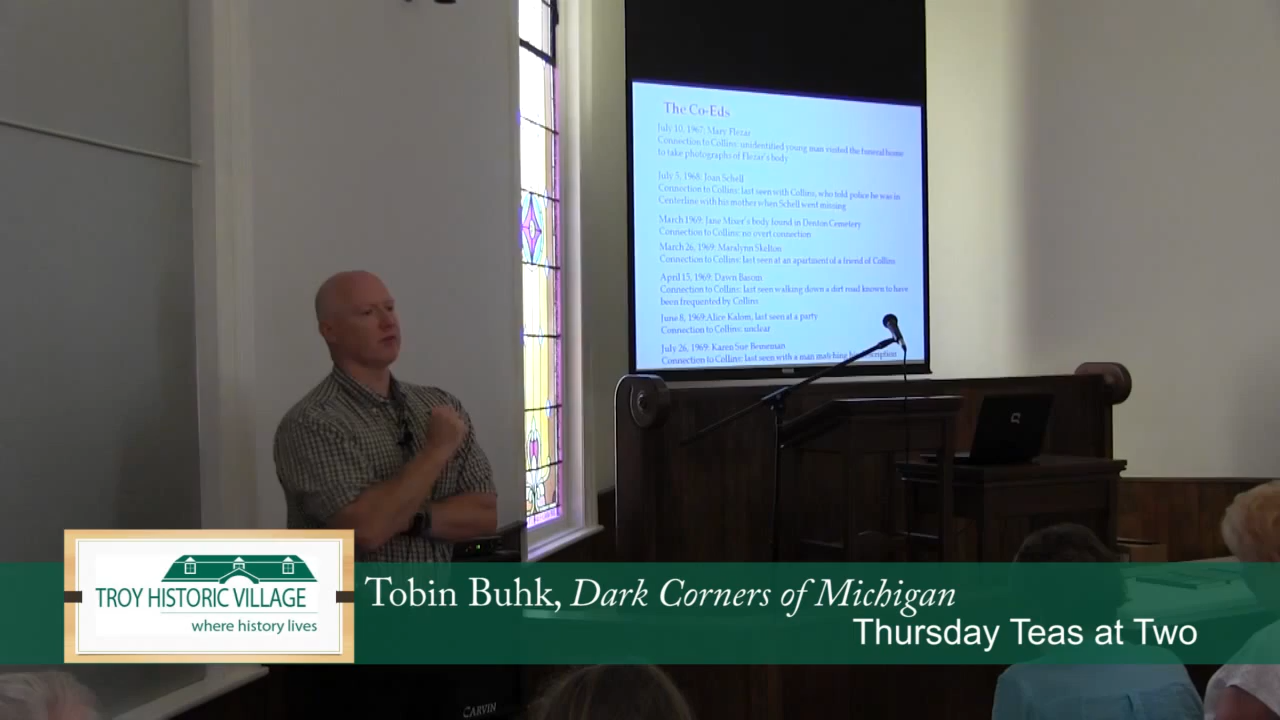 The Co-Eds
July 10, 1967: Mary Flezar
Connection to Collins: unidentified young man visited the funeral home
to take photographs of Flezar's body
July 5, 1968: Joan Schell
Connection to Collins: last seen with Collins, who told police he was in
Centerline with his mother when Schell went missing
March 1969: Jane Mixer's body found in Denton Cemetery
Connection to Collins: no overt connection
March 26, 1969: Maralynn Skelton
Connection to Collins: last seen at an apartment of a friend of Collins
April 15, 1969: Dawn Basom
Connection to Collins: last seen walking down a dirt road known to have
been frequented by Collins
June 8, 1969: Alice Kalom, last seen at a party
Connection to Collins: unclear
July 26, 1969: Karen Sue Beineman
Connection to Collins: last seen with a man matching
TROY HISTORIC VILLAGE
where history lives
Tobin Buhk, Dark Corners of Michigan
Thursday Teas at Two
CARVIN